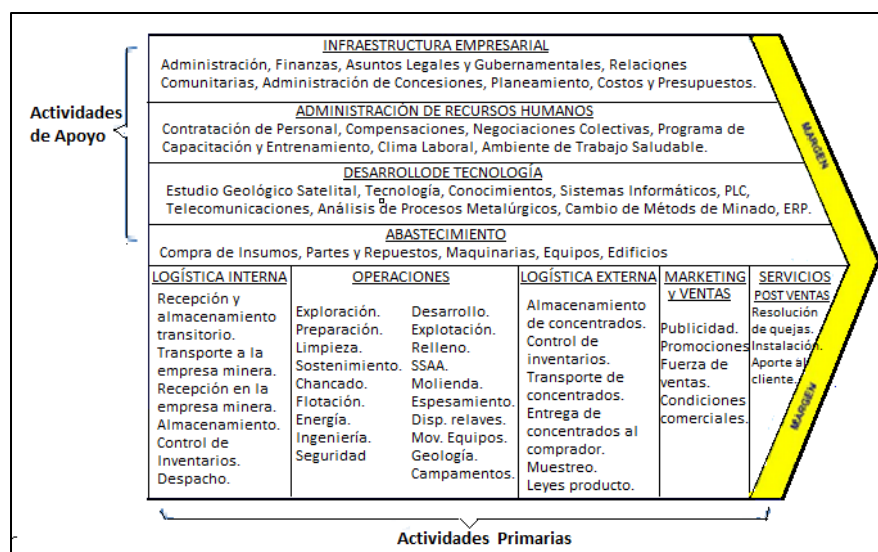 INFRAESTRUCTURA EMPRESARIAL
Administración, Finanzas, Asuntos Legales y Gubernamentales, Relaciones
Comunitarias, Administración de Concesiones, Planeamiento, Costos y Presupuestos.
Actividades
de Apoyo
ADMINISTRACIÓN DE RECURSOS HUMANOS
Contratación de Personal, Compensaciones, Negociaciones Colectivas, Programa de
Capacitación y Entrenamiento, Clima Laboral, Ambiente de Trabajo Saludable.
DESARROLLODE TECNOLOGÍA
Estudio Geológico Satelital, Tecnología, Conocimientos, Sistemas Informáticos, PLC,
Telecomunicaciones, Análisis de Procesos Metalúrgicos, Cambio de Métods de Minado, ERP.
ABASTECIMIENTO
Compra de Insumos, Partes y Repuestos, Maquinarias, Equipos, Edificios
MARGEN
LOGÍSTICA INTERNA
Recepción y
almacenamiento
transitorio.
Transporte a la
empresa minera.
Recepción en la
empresa minera.
Almacenamiento.
Control de
Inventarios.
Despacho.
OPERACIONES
Exploración.
Preparación.
Limpieza.
Sostenimiento.
Chancado.
Flotación.
Energía.
Ingeniería.
Seguridad
Desarrollo.
Explotación.
Relleno.
SSAA.
Molienda.
Espesamiento.
Disp. relaves.
Mov. Equipos.
Geología.
Campamentos.
LOGÍSTICA EXTERNA
Almacenamiento
de concentrados.
Control de
inventarios.
Transporte de
concentrados.
Entrega de
concentrados al
comprador.
Muestreo.
Leyes producto.
MARKETING
y VENTAS
Publicidad.
Promociones
Fuerza de
ventas.
Condiciones
comerciales.
SERVICIOS
POST VENTAS
Resolución
de quejas.
Instalación.
Aporte al
cliente.
MARGEN
Actividades Primarias